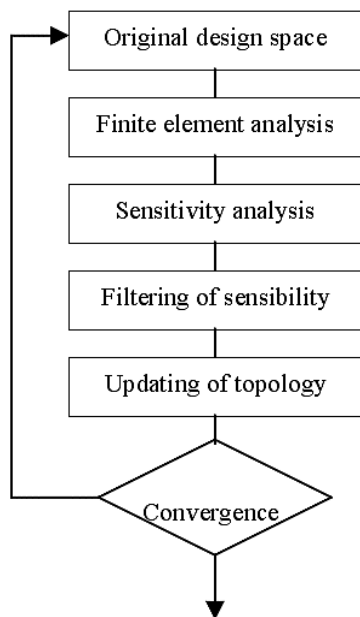 Original design space
Finite element analysis
Sensitivity analysis
Filtering of sensibility
Updating of topology
Convergence